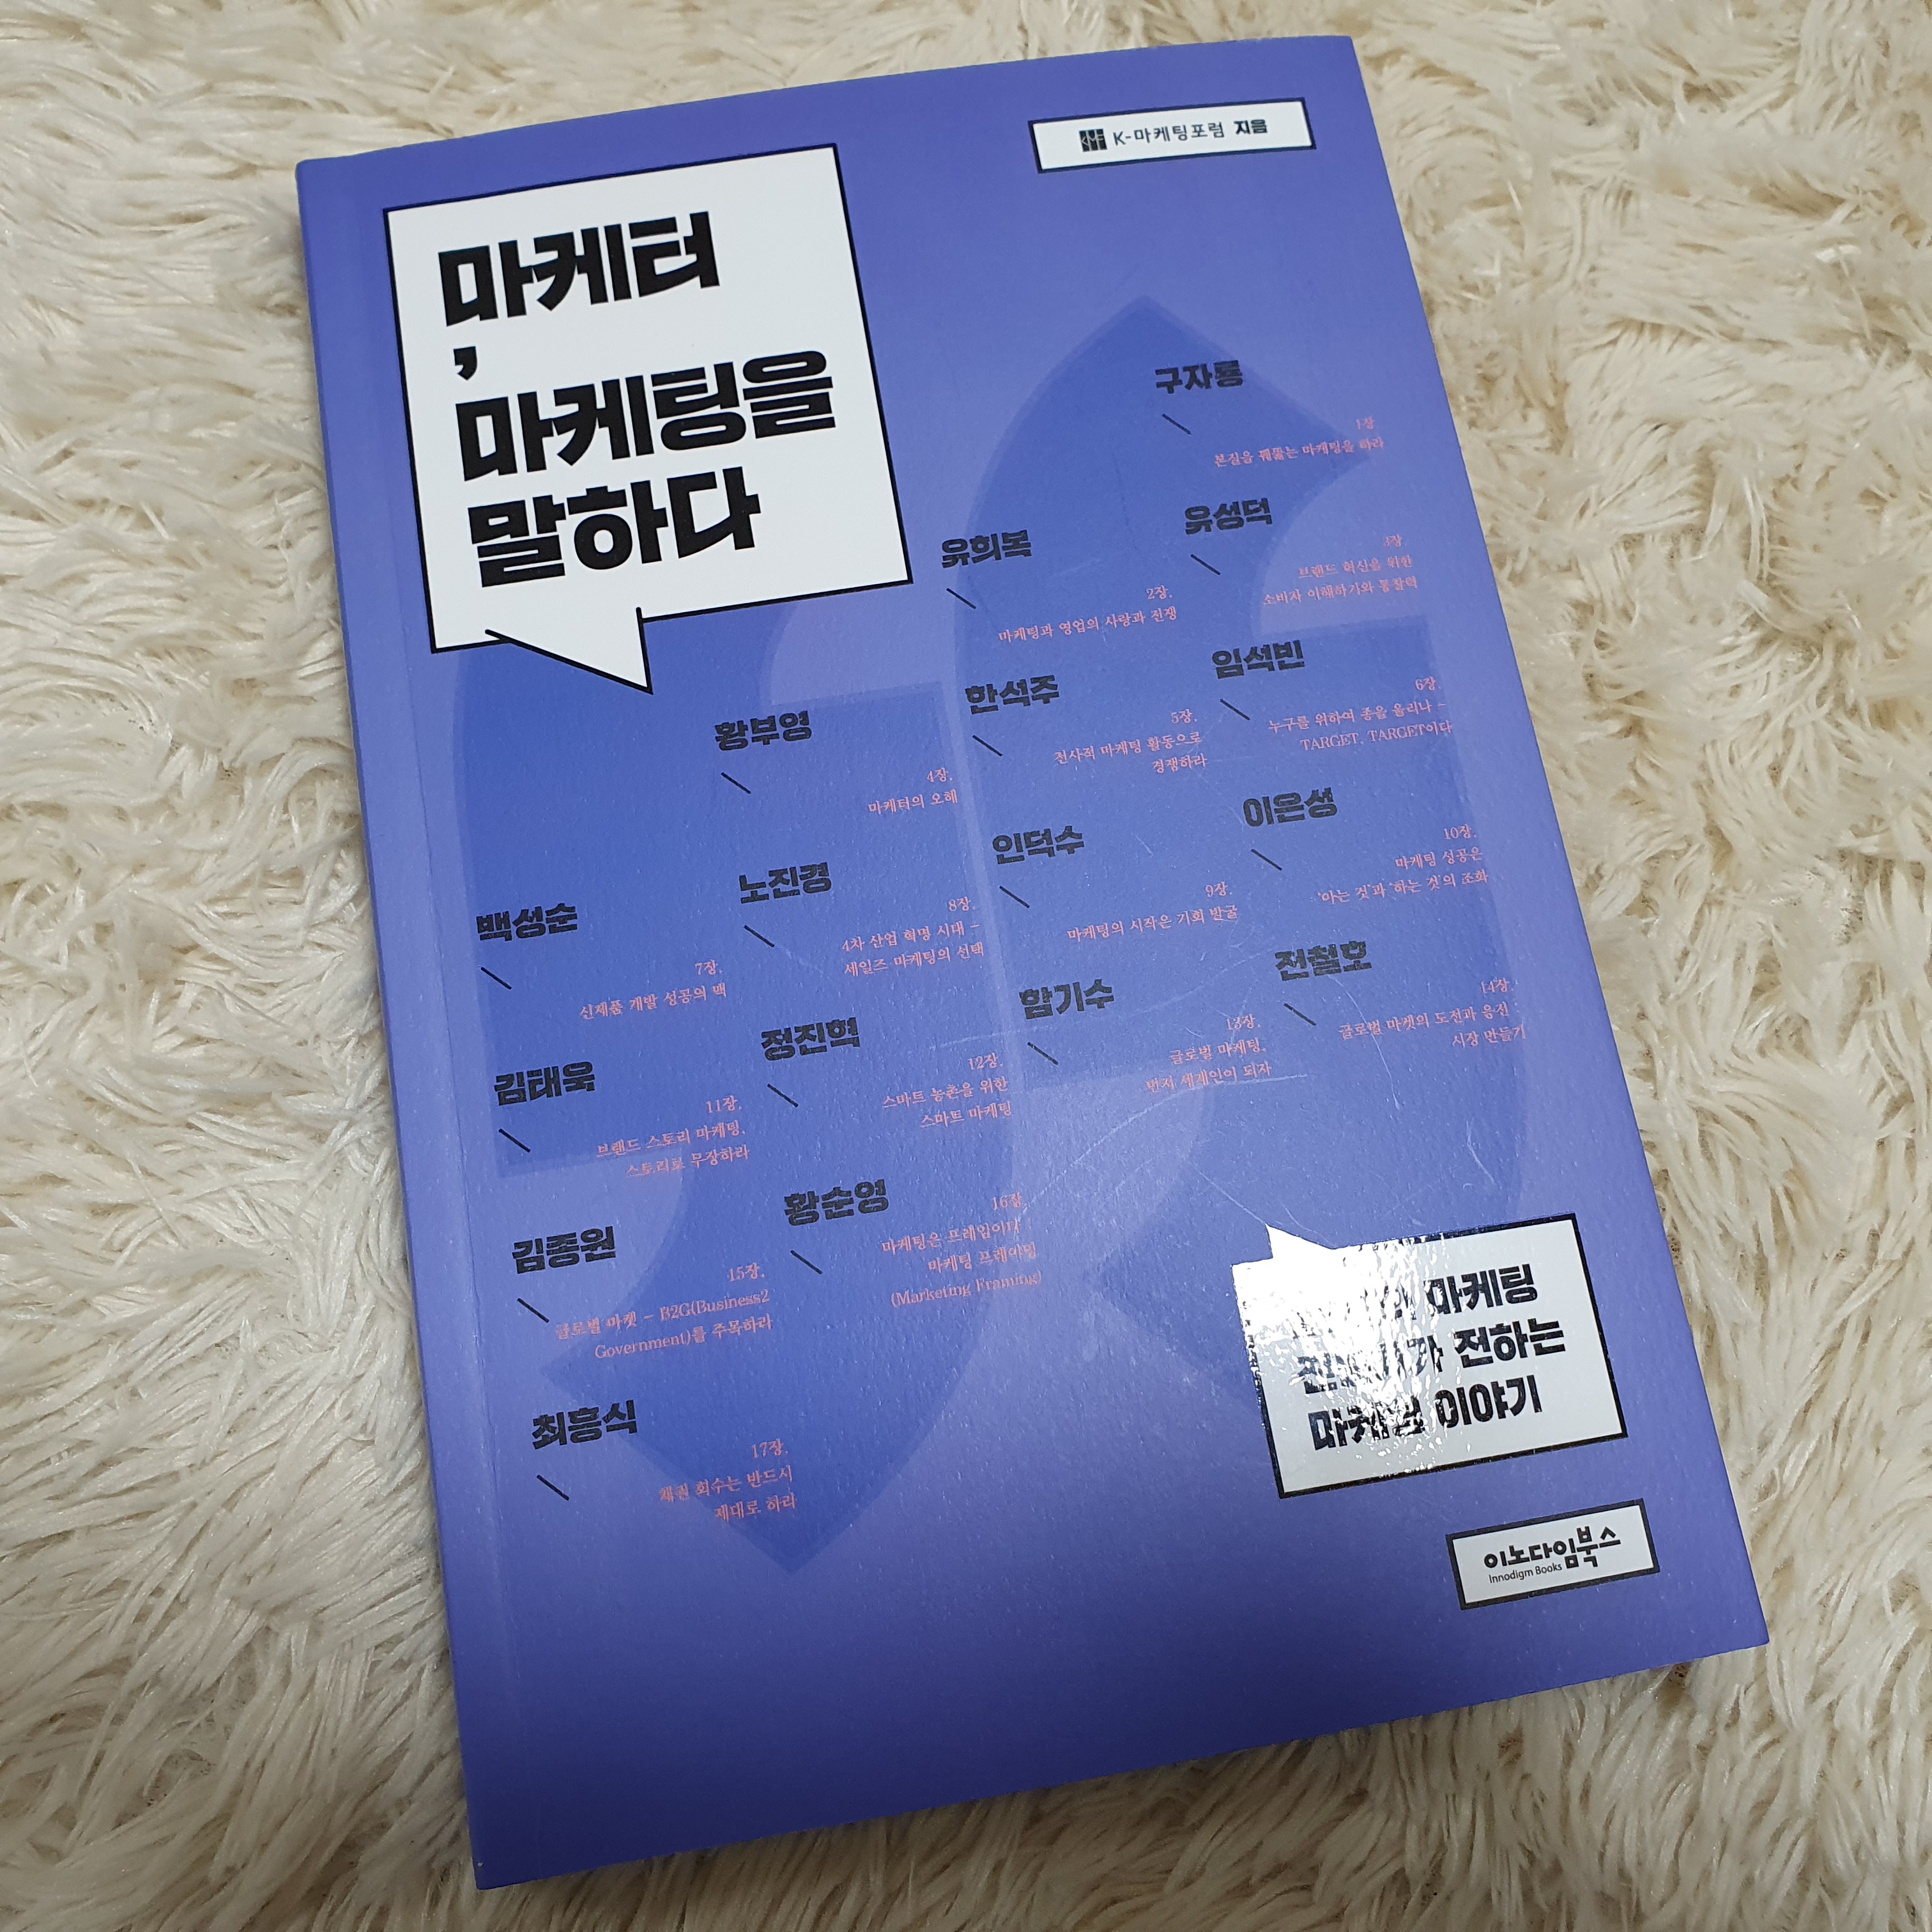 K-마케팅포럼 지음
마케터
,
마케팅을
말하다
구자룡
1장
본질을 꿰뚫는 마케팅을 하라
유희복
2장.
마케팅과 영업의 사랑과 전쟁
유성덕
3장
브랜드 혁신을 위한
소비자 이해하기와 통찰력
황부영
4장.
마케터의 오해
한석주
5장.
전사적 마케팅 활동으로
경쟁하라
임석빈
6장.
누구를 위하여 종을 울리나 -
TARGET, TARGET이다
백성순
7장.
신제품 개발 성공의 맥
노진경
8장.
4차 산업 혁명 시대 -
세일즈 마케팅의 선택
인덕수
9장.
마케팅의 시작은 기회 발굴
이은성
10장.
마케팅 성공은
'아는 것'과 '하는 것'의 조화
김태욱
11장.
브랜드 스토리 마케팅,
스토리로 무장하라
정진혁
12장.
스마트 농촌을 위한
스마트 마케팅
함기수
13장.
글로벌 마케팅,
먼저 세계인이 되자
전철호
14장.
글로벌 마켓의 도전과 응전 :
시장 만들기
김종원
15장.
글로벌 마켓 - B2G(Business2
Government)를 주목하라
황순영
16장.
마케팅은 프레임이다 :
마케팅 프레이밍
(Marketing Framing)
최흥식
17장.
채권 회수는 반드시
제대로 하라
마케팅
전하는
마케팅 이야기
이노다임북스
Innodigm Books